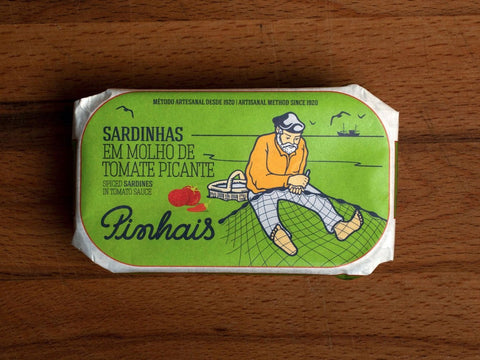 MÉTODO ARTESANAL DESDE 1920 | ARTISANAL METHOD SINCE 1920
SARDINHAS
EM MOLHO DE
TOMATE PICANTE
SPICED SARDINES
IN TOMATO SAUCE
Pinhais